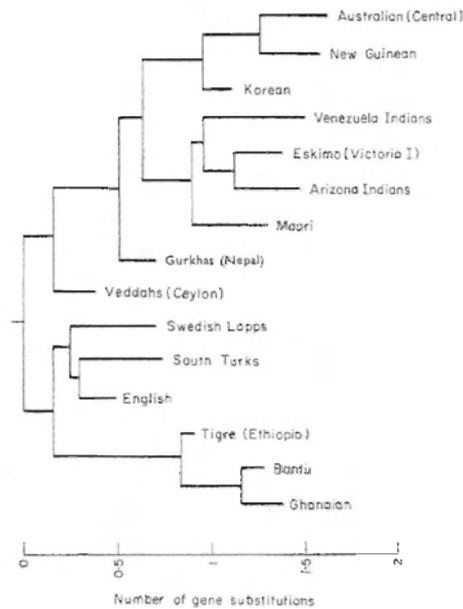 Australian (Central)
New Guinean
Korean
Venezuela Indians
Eskimo (Victoria I)
Arizona Indians
Maori
Gurkhas (Nepal)
Veddahs (Ceylon)
Swedish Lapps
South Turks
English
Tigre (Ethiopia)
Bantu
Ghanaian
0 0·5 1 1·5 2
Number of gene substitutions